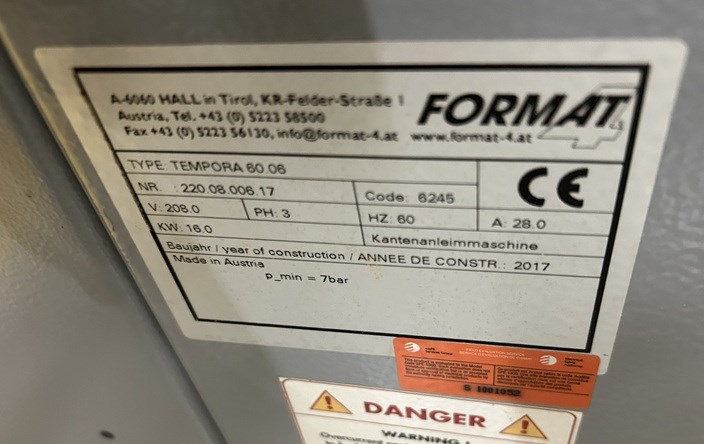 A-6060 HALL in Tirol, KR-Felder-Straße 1
Austria, Tel. +43 (0) 5223 58500
Fax +43 (0) 5223 56130, info@format-4.at www.format-4.at
FORMAT 4
TYPE: TEMPORA 60.06
NR. : 220.08.006.17
Code: 6245
CE
V: 208.0
PH: 3
HZ: 60
A: 28.0
KW: 16.0
Kantenanleimmaschine
Baujahr / year of construction / ANNEE DE CONSTR.: 2017
Made in Austria
p_min = 7bar
DANGER
WARNING!